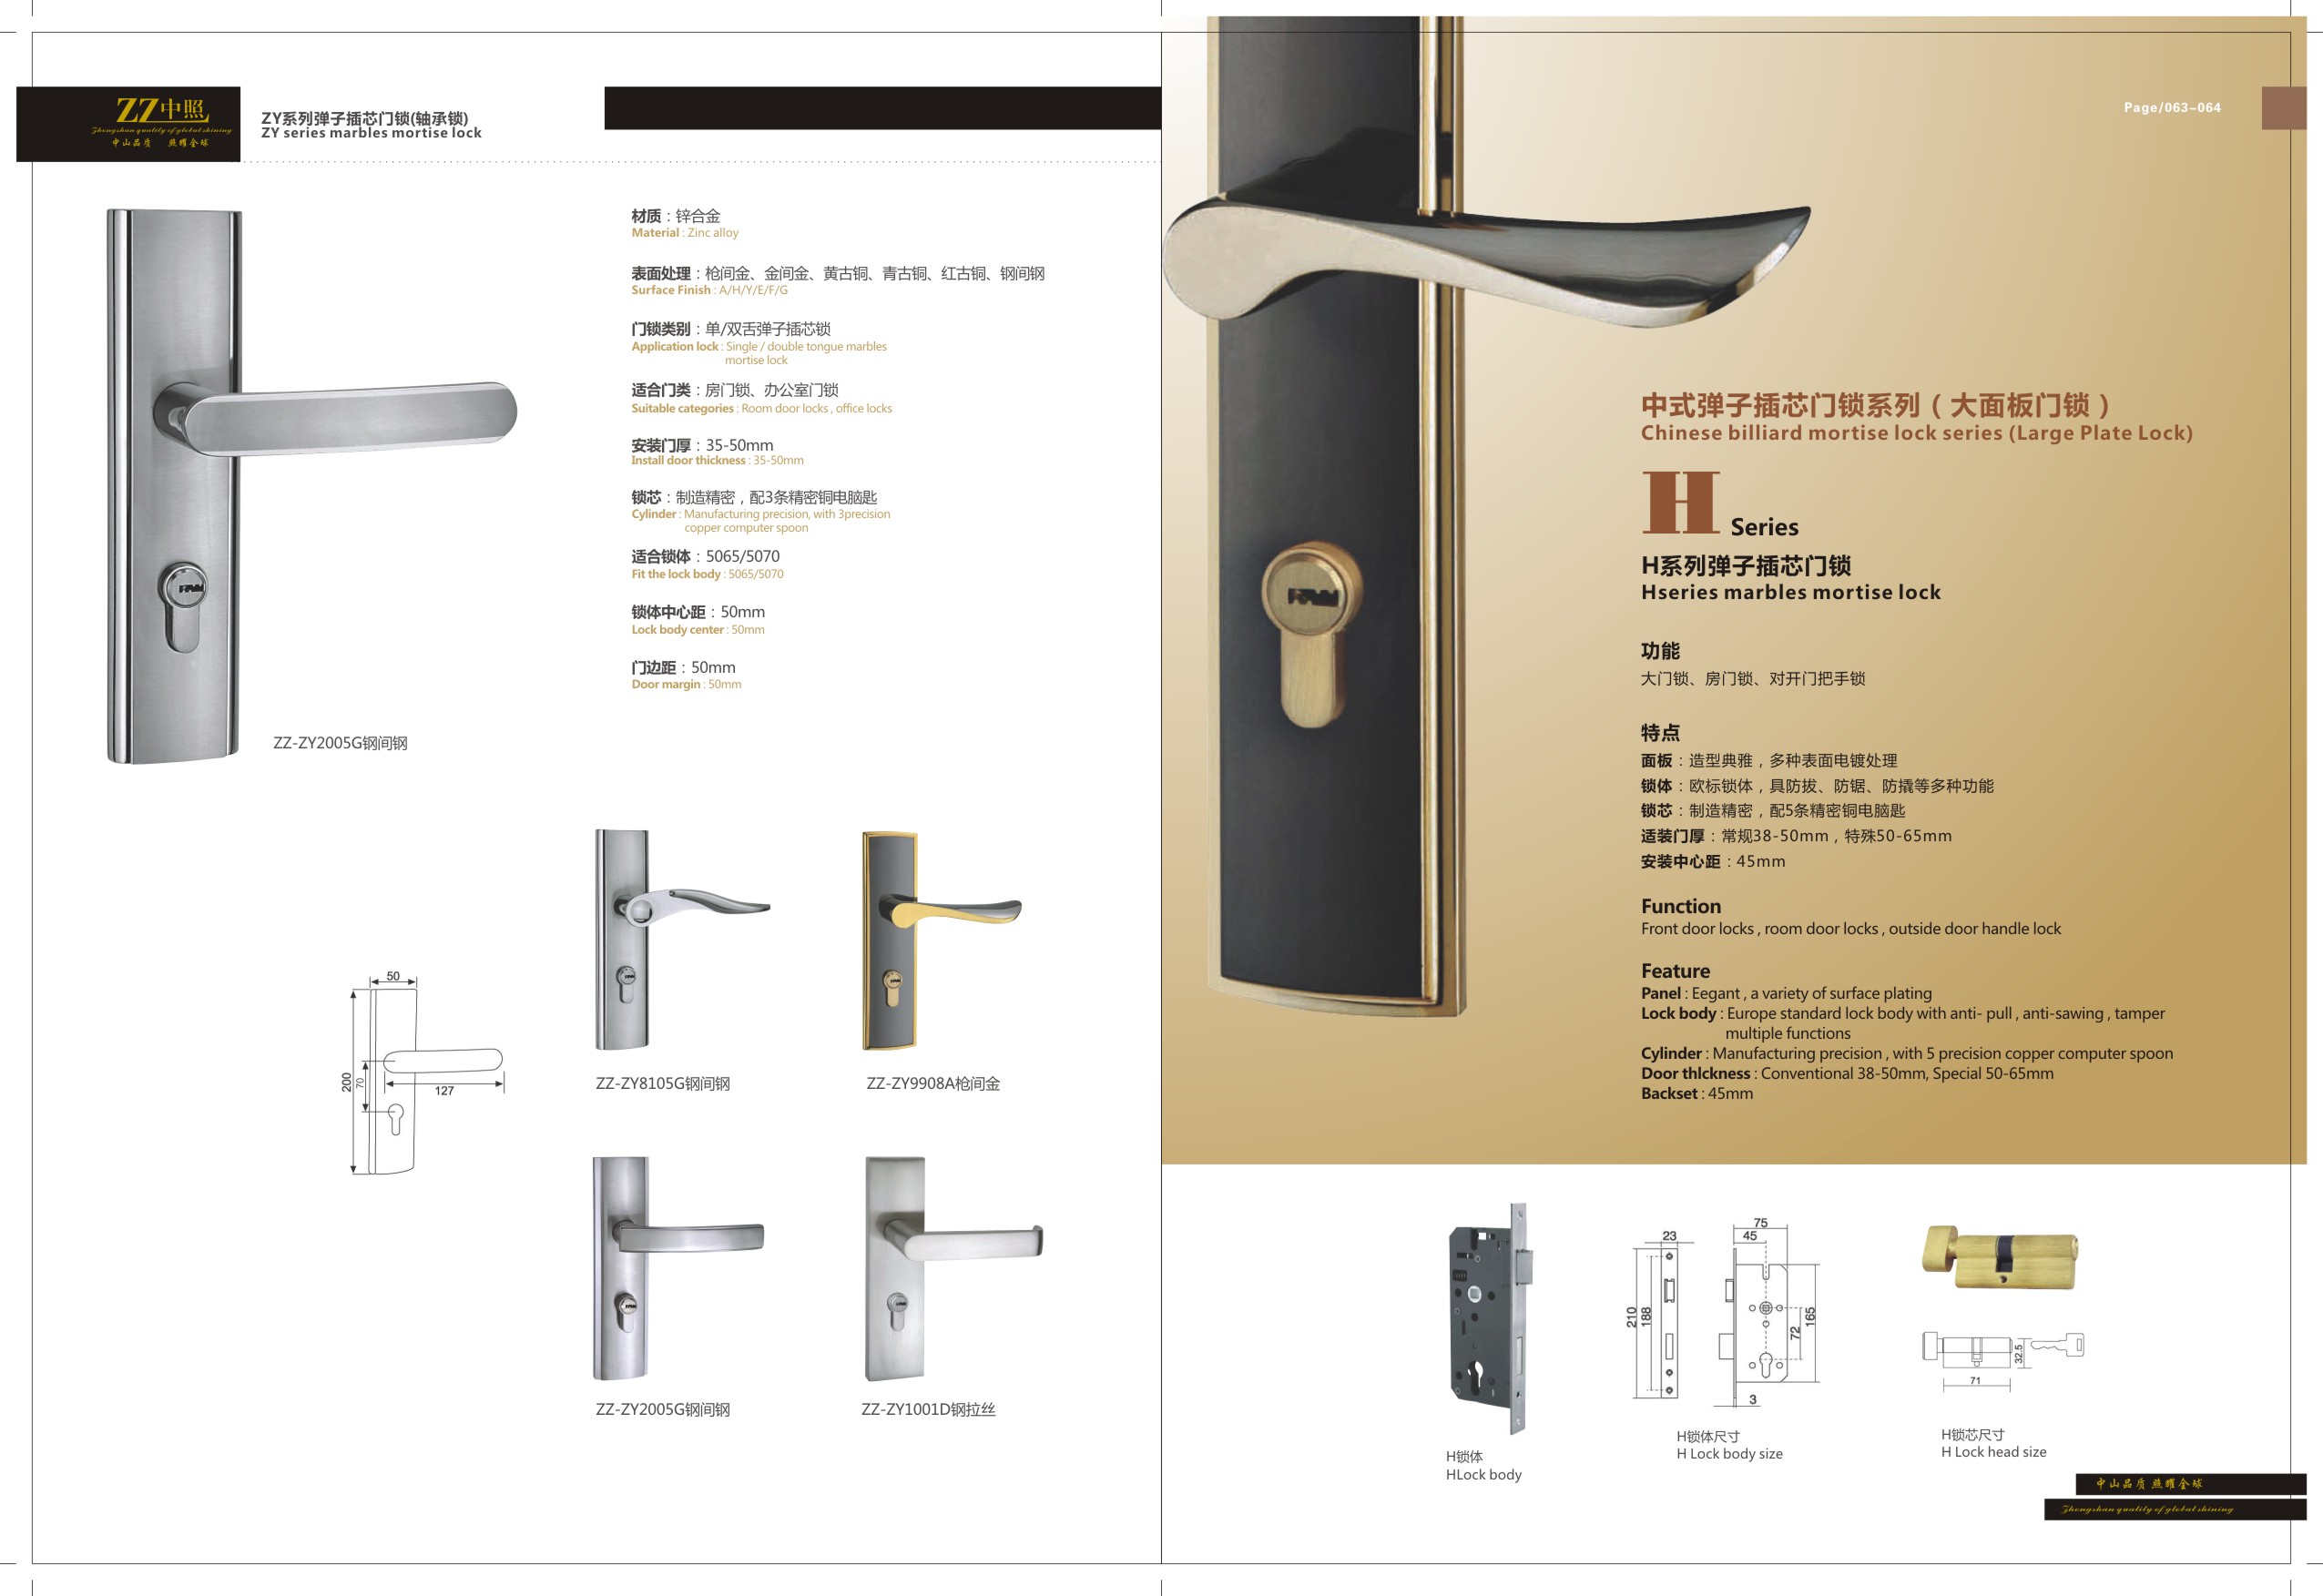 ZZ中照
Zhongshan quality of global shining
中山品质 照耀全球
ZY系列弹子插芯门锁(轴承锁)
ZY series marbles mortise lock
材质：锌合金
Material : Zinc alloy
表面处理：枪间金、金间金、黄古铜、青古铜、红古铜、钢间钢
Surface Finish : A/H/Y/E/F/G
门锁类别：单/双舌弹子插芯锁
Application lock : Single / double tongue marbles
mortise lock
适合门类：房门锁、办公室门锁
Suitable categories : Room door locks , office locks
安装门厚：35-50mm
Install door thickness : 35-50mm
锁芯：制造精密，配3条精密铜电脑匙
Cylinder : Manufacturing precision, with 3precision
copper computer spoon
适合锁体：5065/5070
Fit the lock body : 5065/5070
锁体中心距：50mm
Lock body center : 50mm
门边距：50mm
Door margin : 50mm
ZZ-ZY2005G钢间钢
50
200
70
127
ZZ-ZY8105G钢间钢
ZZ-ZY9908A枪间金
ZZ-ZY2005G钢间钢
ZZ-ZY1001D钢拉丝
Page/063-064
中式弹子插芯门锁系列（大面板门锁）
Chinese billiard mortise lock series (Large Plate Lock)
H Series
H系列弹子插芯门锁
Hseries marbles mortise lock
功能
大门锁、房门锁、对开门把手锁
特点
面板：造型典雅，多种表面电镀处理
锁体：欧标锁体，具防拔、防锯、防撬等多种功能
锁芯：制造精密，配5条精密铜电脑匙
适装门厚：常规38-50mm，特殊50-65mm
安装中心距：45mm
Function
Front door locks , room door locks , outside door handle lock
Feature
Panel : Eegant , a variety of surface plating
Lock body : Europe standard lock body with anti- pull , anti-sawing , tamper
multiple functions
Cylinder : Manufacturing precision , with 5 precision copper computer spoon
Door thIckness : Conventional 38-50mm, Special 50-65mm
Backset : 45mm
H锁体
HLock body
23
210
188
75
45
72
165
3
H锁体尺寸
H Lock body size
32.5
71
H锁芯尺寸
H Lock head size
中山品质 照耀全球
Zhongshan quality of global shining